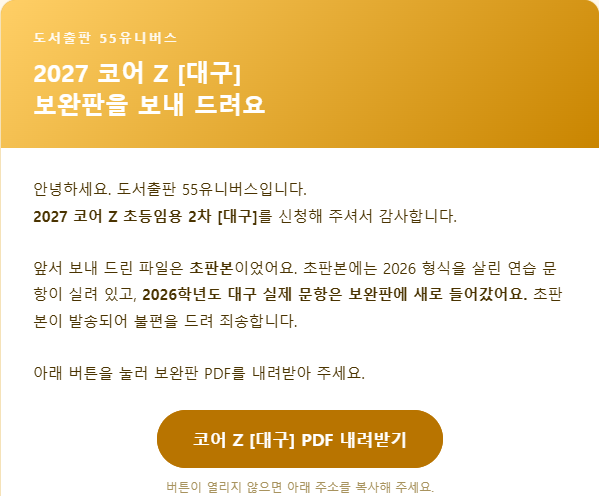 도서출판 55유니버스
2027 코어 Z [대구]
보완판을 보내 드려요
안녕하세요. 도서출판 55유니버스입니다.
2027 코어 Z 초등임용 2차 [대구]를 신청해 주셔서 감사합니다.
앞서 보내 드린 파일은 초판본이었어요. 초판본에는 2026 형식을 살린 연습 문
항이 실려 있고, 2026학년도 대구 실제 문항은 보완판에 새로 들어갔어요. 초판
본이 발송되어 불편을 드려 죄송합니다.
아래 버튼을 눌러 보완판 PDF를 내려받아 주세요.
코어 Z [대구] PDF 내려받기
버튼이 열리지 않으면 아래 주소를 복사해 주세요.